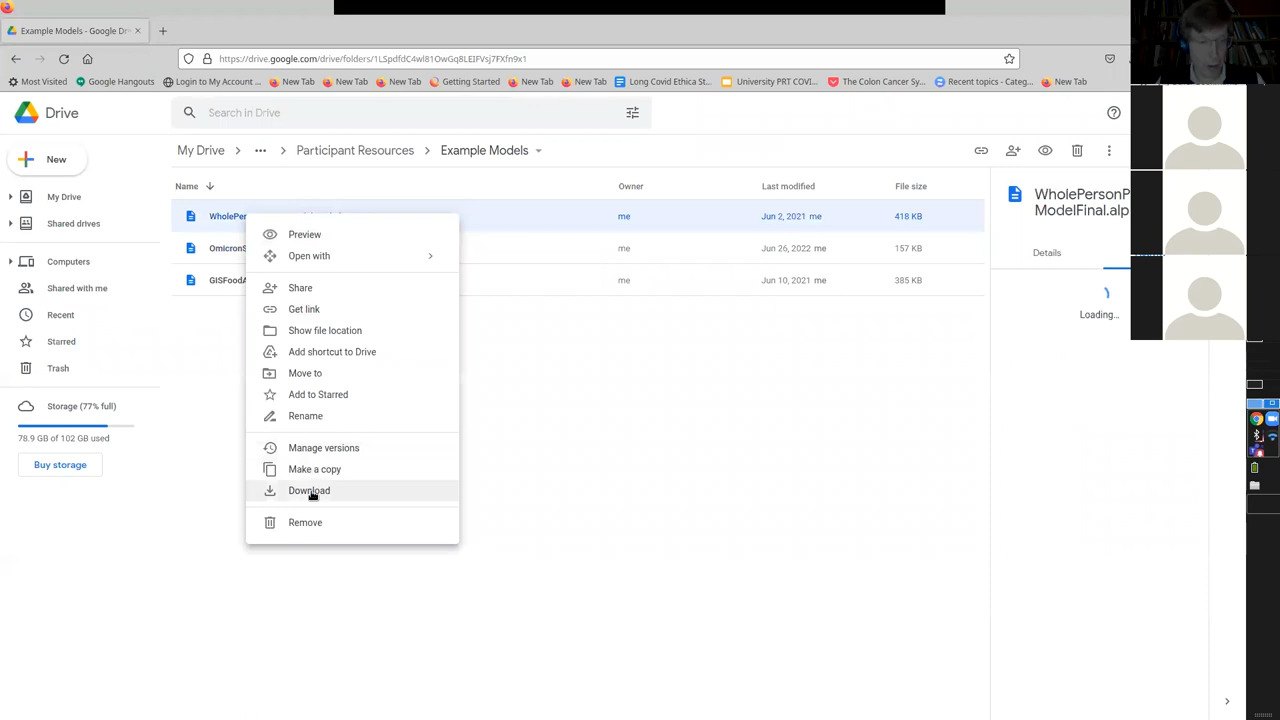 Example Models - Google Dri
https://drive.google.com/drive/folders/1LSpdfdC4wl81OwGq8LEIFVsj7FXfn9x1
Most Visited Google Hangouts Login to My Account ... New Tab New Tab New Tab Getting Started New Tab New Tab Long Covid Ethica St... University PRT COVI... The Colon Cancer Sy... Recent topics - Categ... New Tab
Drive
Search in Drive
New
My Drive ... Participant Resources Example Models
Name Owner Last modified File size
WholePer me Jun 2, 2021 me 418 KB
OmicronS me Jun 26, 2022 me 157 KB
GISFoodA me Jun 10, 2021 me 385 KB
My Drive
Shared drives
Computers
Shared with me
Recent
Starred
Trash
Storage (77% full)
78.9 GB of 102 GB used
Buy storage
Preview
Open with
Share
Get link
Show file location
Add shortcut to Drive
Move to
Add to Starred
Rename
Manage versions
Make a copy
Download
Remove
WholePersonP
ModelFinal.alp
Details
Loading...